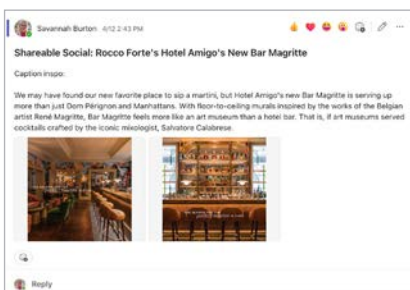 Savannah Burton 4/12 2:43 PM
Shareable Social: Rocco Forte's Hotel Amigo's New Bar Magritte
Caption inspo:
We may have found our new favorite place to sip a martini, but Hotel Amigo's new Bar Magritte is serving up
more than just Dom Pérignon and Manhattans. With floor-to-ceiling murals inspired by the works of the Belgian
artist René Magritte, Bar Magritte feels more like an art museum than a hotel bar. That is, if art museums served
cocktails crafted by the iconic mixologist, Salvatore Calabrese.
Reply